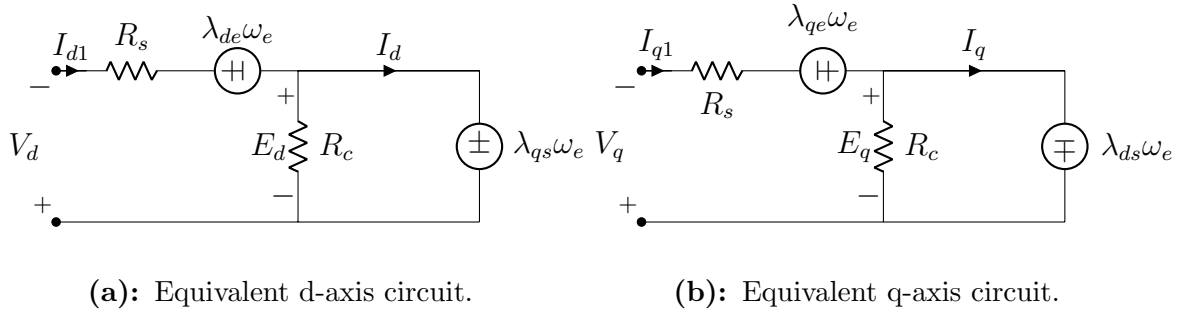 I_{d1} R_s λ_{de}ω_e I_d
− +
V_d E_d R_c + − λ_{qs}ω_e
+ −
(a): Equivalent d-axis circuit.
I_{q1} R_s λ_{qe}ω_e I_q
− +
V_q E_q R_c − + λ_{ds}ω_e
+ −
(b): Equivalent q-axis circuit.